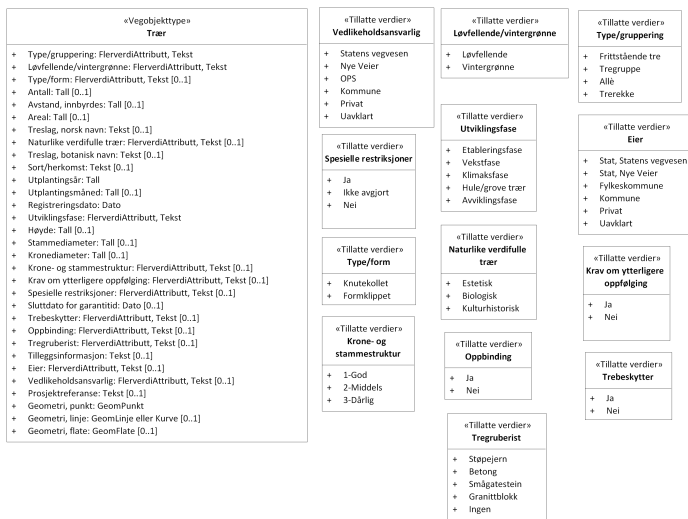 «Vegobjekttype»
Trær
+ Type/gruppering: FlerverdiAttributt, Tekst
+ Løvfellende/vintergrønne: FlerverdiAttributt, Tekst
+ Type/form: FlerverdiAttributt, Tekst [0..1]
+ Antall: Tall [0..1]
+ Avstand, innbyrdes: Tall [0..1]
+ Areal: Tall [0..1]
+ Treslag, norsk navn: Tekst [0..1]
+ Naturlike verdifulle trær: FlerverdiAttributt, Tekst [0..1]
+ Treslag, botanisk navn: Tekst [0..1]
+ Sort/herkomst: Tekst [0..1]
+ Utplantingsår: Tall
+ Utplantingsmåned: Tall [0..1]
+ Registreringsdato: Dato
+ Utviklingsfase: FlerverdiAttributt, Tekst
+ Høyde: Tall [0..1]
+ Stammediameter: Tall [0..1]
+ Kronediameter: Tall [0..1]
+ Krone- og stammestruktur: FlerverdiAttributt, Tekst [0..1]
+ Krav om ytterligere oppfølging: FlerverdiAttributt, Tekst [0..1]
+ Spesielle restriksjoner: FlerverdiAttributt, Tekst [0..1]
+ Sluttdato for garantitid: Dato [0..1]
+ Trebeskytter: FlerverdiAttributt, Tekst [0..1]
+ Oppbinding: FlerverdiAttributt, Tekst [0..1]
+ Tregruberist: FlerverdiAttributt, Tekst [0..1]
+ Tilleggsinformasjon: Tekst [0..1]
+ Eier: FlerverdiAttributt, Tekst [0..1]
+ Vedlikeholdsansvarlig: FlerverdiAttributt, Tekst [0..1]
+ Prosjektreferanse: Tekst [0..1]
+ Geometri, punkt: GeomPunkt
+ Geometri, linje: GeomLinje eller Kurve [0..1]
+ Geometri, flate: GeomFlate [0..1]
«Tillatte verdier»
Vedlikeholdsansvarlig
+ Statens vegvesen
+ Nye Veier
+ OPS
+ Kommune
+ Privat
+ Uavklart
«Tillatte verdier»
Spesielle restriksjoner
+ Ja
+ Ikke avgjort
+ Nei
«Tillatte verdier»
Type/form
+ Knutekollet
+ Formklippet
«Tillatte verdier»
Krone- og
stammestruktur
+ 1-God
+ 2-Middels
+ 3-Dårlig
«Tillatte verdier»
Løvfellende/vintergrønne
+ Løvfellende
+ Vintergrønne
«Tillatte verdier»
Utviklingsfase
+ Etableringsfase
+ Vekstfase
+ Klimaksfase
+ Hule/grove trær
+ Avviklingsfase
«Tillatte verdier»
Naturlike verdifulle
trær
+ Estetisk
+ Biologisk
+ Kulturhistorisk
«Tillatte verdier»
Oppbinding
+ Ja
+ Nei
«Tillatte verdier»
Tregruberist
+ Støpejern
+ Betong
+ Smågatestein
+ Granittblokk
+ Ingen
«Tillatte verdier»
Type/gruppering
+ Frittstående tre
+ Tregruppe
+ Allè
+ Trerekke
«Tillatte verdier»
Eier
+ Stat, Statens vegvesen
+ Stat, Nye Veier
+ Fylkeskommune
+ Kommune
+ Privat
+ Uavklart
«Tillatte verdier»
Krav om ytterligere
oppfølging
+ Ja
+ Nei
«Tillatte verdier»
Trebeskytter
+ Ja
+ Nei